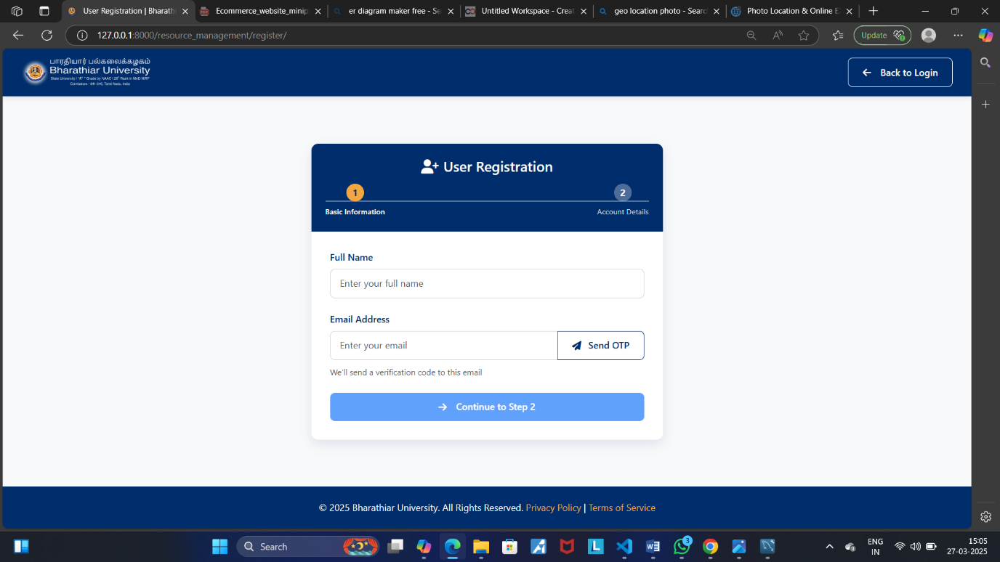 User Registration | Bharathi
Ecommerce_website_minip
er diagram maker free - Se
Untitled Workspace - Creat
geo location photo - Search
Photo Location & Online E
127.0.0.1:8000/resource_management/register/
Update
பாரதியார் பல்கலைக்கழகம்
Bharathiar University
State University | "A++" Grade by NAAC | 26th Rank in MoE-NIRF
Coimbatore - 641 046, Tamil Nadu, India
Back to Login
User Registration
1
2
Basic Information
Account Details
Full Name
Enter your full name
Email Address
Enter your email
Send OTP
We'll send a verification code to this email
Continue to Step 2
© 2025 Bharathiar University. All Rights Reserved. Privacy Policy | Terms of Service
Search
3
ENG
IN
15:05
27-03-2025